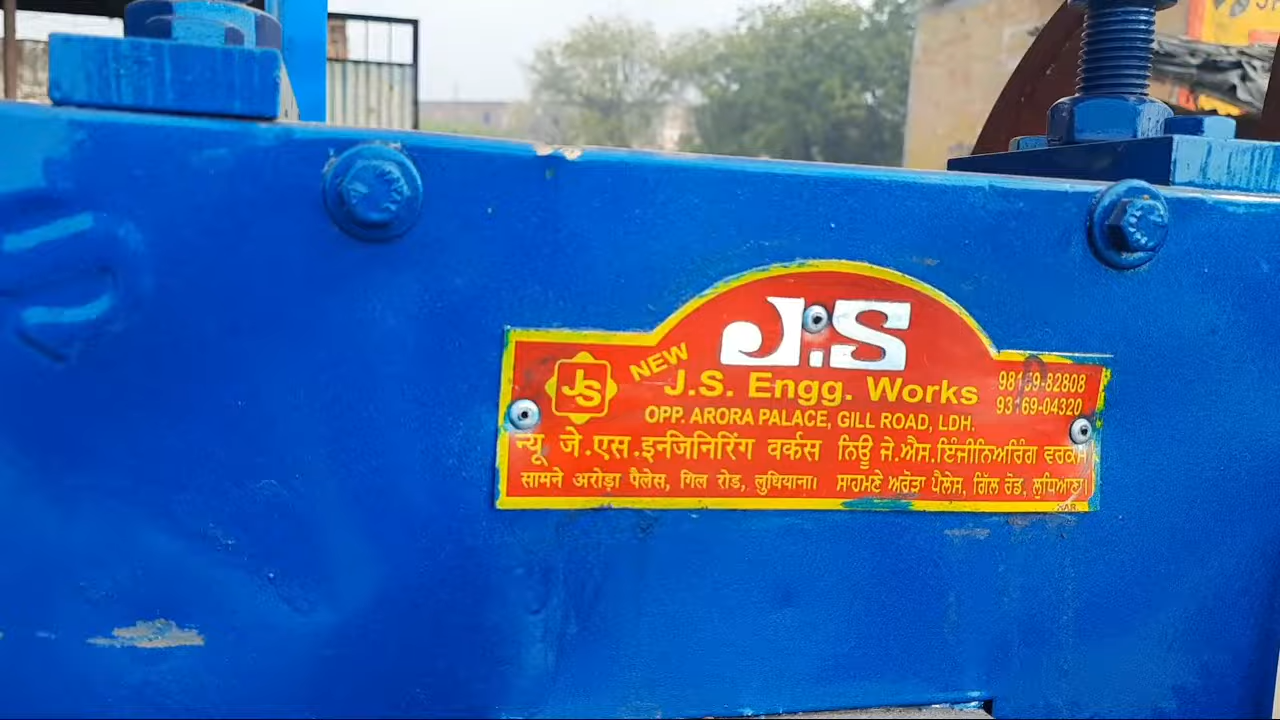 J.S
JS
NEW
J.S. Engg. Works
98159-82808
93169-04320
OPP. ARORA PALACE, GILL ROAD, LDH.
न्यू जे.एस.इनजिनिरिंग वर्कस ਨਿਊ ਜੇ.ਐਸ.ਇੰਜੀਨਿਅਰਿੰਗ ਵਰਕਸ
सामने अरोड़ा पैलेस, गिल रोड, लुधियाना। ਸਾਹਮਣੇ ਅਰੋੜਾ ਪੈਲੇਸ, ਗਿੱਲ ਰੋਡ, ਲੁਧਿਆਣਾ।